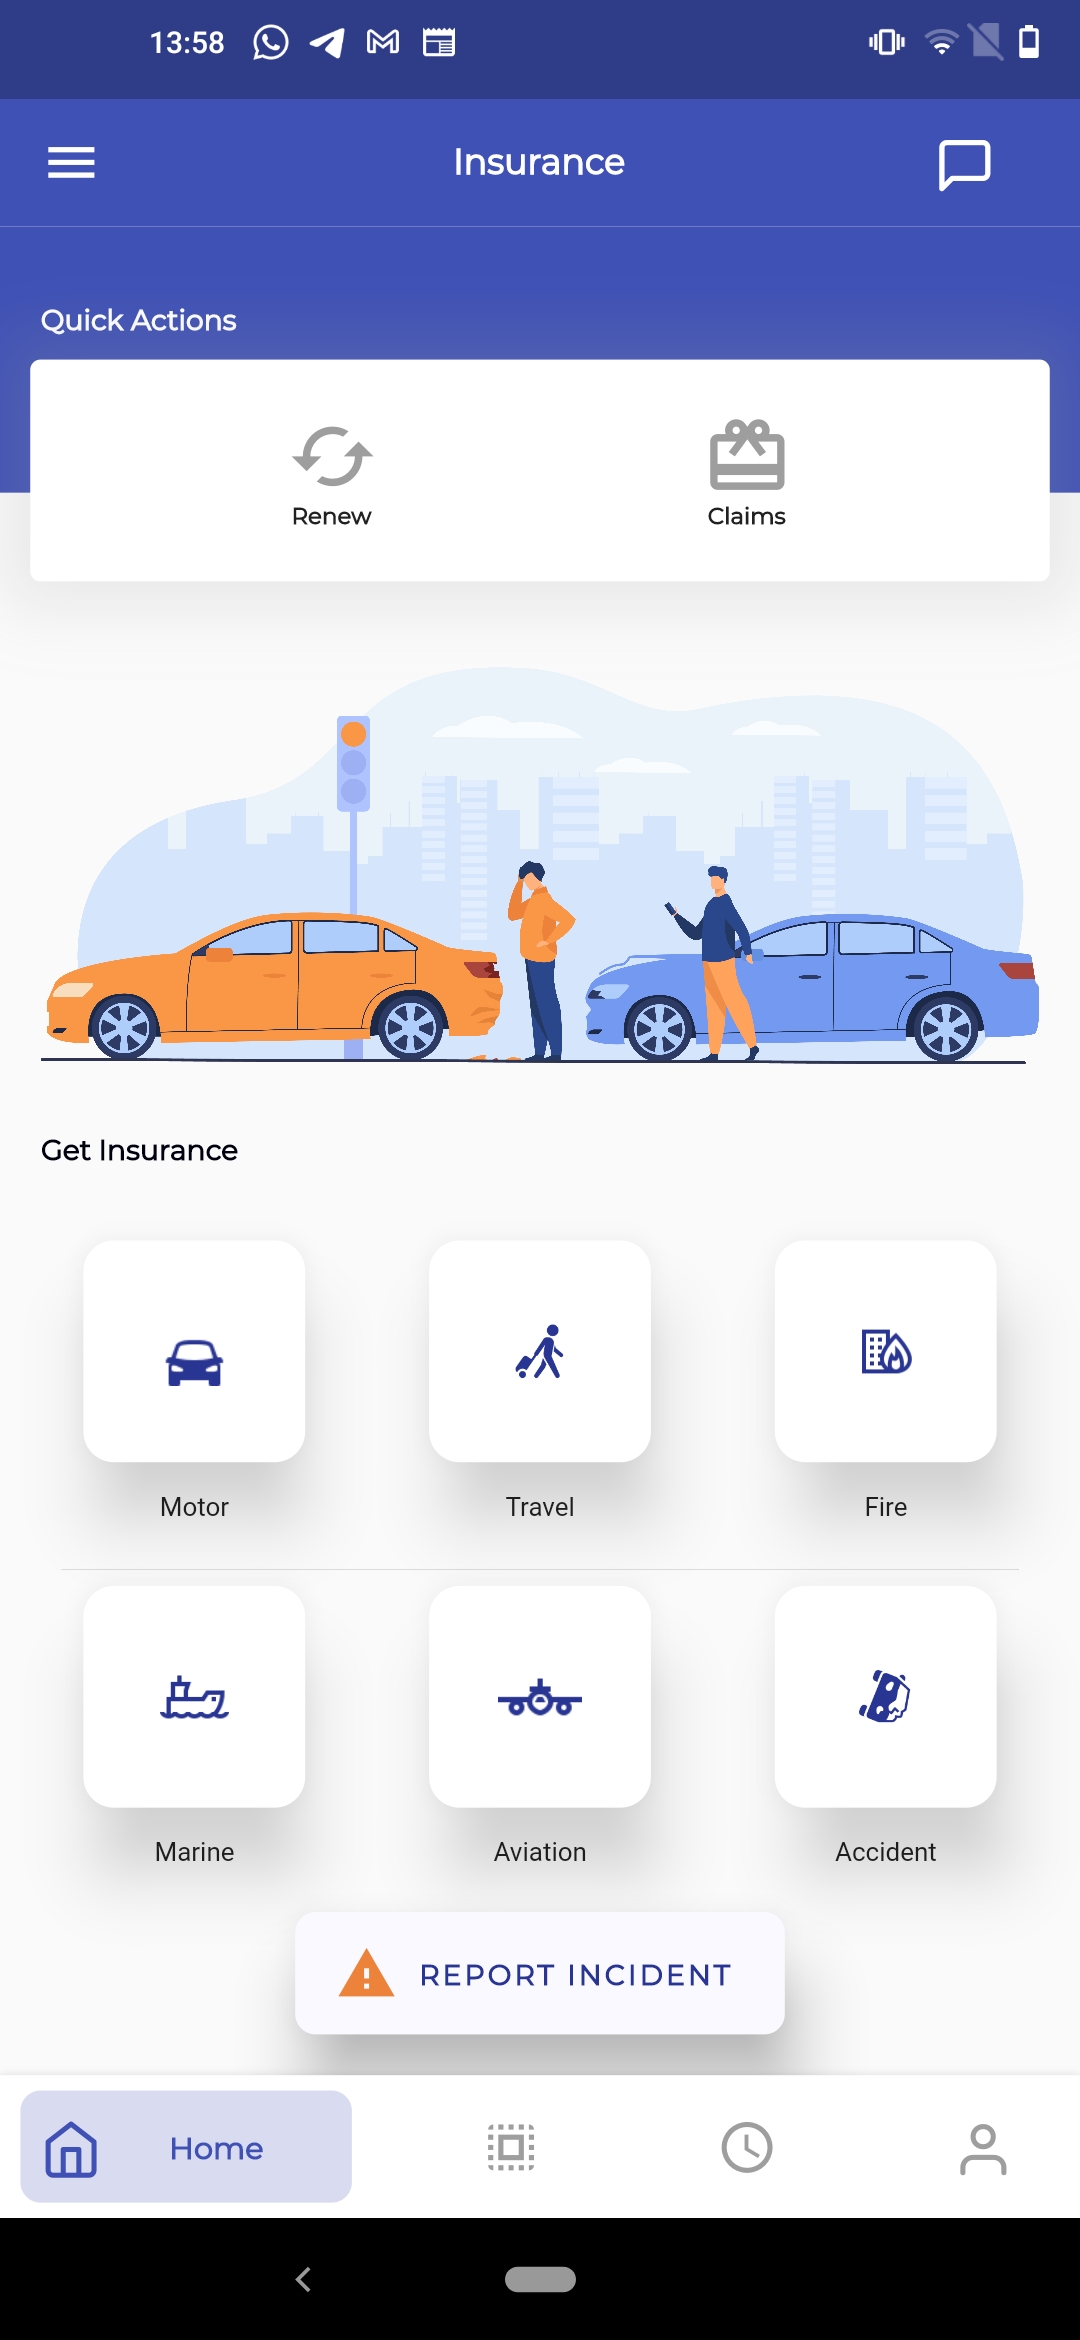 13:58
Insurance
Quick Actions
Renew
Claims
Get Insurance
Motor
Travel
Fire
Marine
Aviation
Accident
REPORT INCIDENT
Home